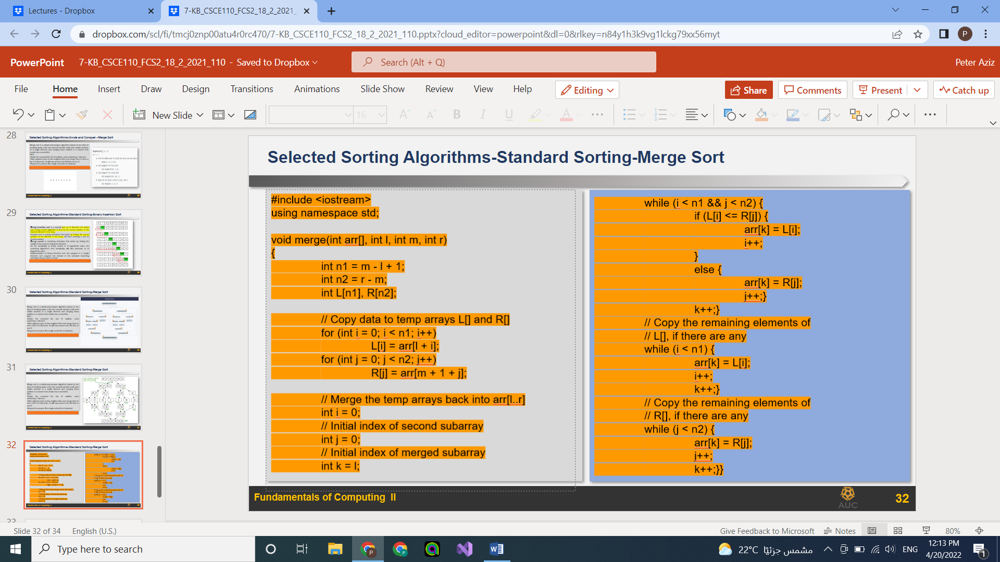 Lectures - Dropbox
7-KB_CSCE110_FCS2_18_2_2021_
dropbox.com/scl/fi/tmcj0znp00atu4r0rc470/7-KB_CSCE110_FCS2_18_2_2021_110.pptx?cloud_editor=powerpoint&dl=0&rlkey=n84y1h3k9vg1lckg79xx56myt
P
PowerPoint 7-KB_CSCE110_FCS2_18_2_2021_110 - Saved to Dropbox
Search (Alt + Q)
Peter Aziz
File Home Insert Draw Design Transitions Animations Slide Show Review View Help
Editing
Share Comments Present Catch up
New Slide
16
28
Selected Sorting Algorithms-Divide and Conquer –Merge Sort
29
Selected Sorting Algorithms-Standard Sorting-Binary Insertion Sort
30
Selected Sorting Algorithms-Standard Sorting-Merge Sort
31
Selected Sorting Algorithms-Standard Sorting-Merge Sort
32
Selected Sorting Algorithms-Standard Sorting-Merge Sort
Selected Sorting Algorithms-Standard Sorting-Merge Sort
#include <iostream>
using namespace std;
void merge(int arr[], int l, int m, int r)
{
int n1 = m - l + 1;
int n2 = r - m;
int L[n1], R[n2];
// Copy data to temp arrays L[] and R[]
for (int i = 0; i < n1; i++)
L[i] = arr[l + i];
for (int j = 0; j < n2; j++)
R[j] = arr[m + 1 + j];
// Merge the temp arrays back into arr[l..r]
int i = 0;
// Initial index of second subarray
int j = 0;
// Initial index of merged subarray
int k = l;
while (i < n1 && j < n2) {
if (L[i] <= R[j]) {
arr[k] = L[i];
i++;
}
else {
arr[k] = R[j];
j++;}
k++;}
// Copy the remaining elements of
// L[], if there are any
while (i < n1) {
arr[k] = L[i];
i++;
k++;}
// Copy the remaining elements of
// R[], if there are any
while (j < n2) {
arr[k] = R[j];
j++;
k++;}}
Fundamentals of Computing II
AUC
32
Slide 32 of 34 English (U.S.)
Give Feedback to Microsoft Notes 80%
Type here to search
22°C مشمس جزئيًا
ENG
12:13 PM
4/20/2022
1